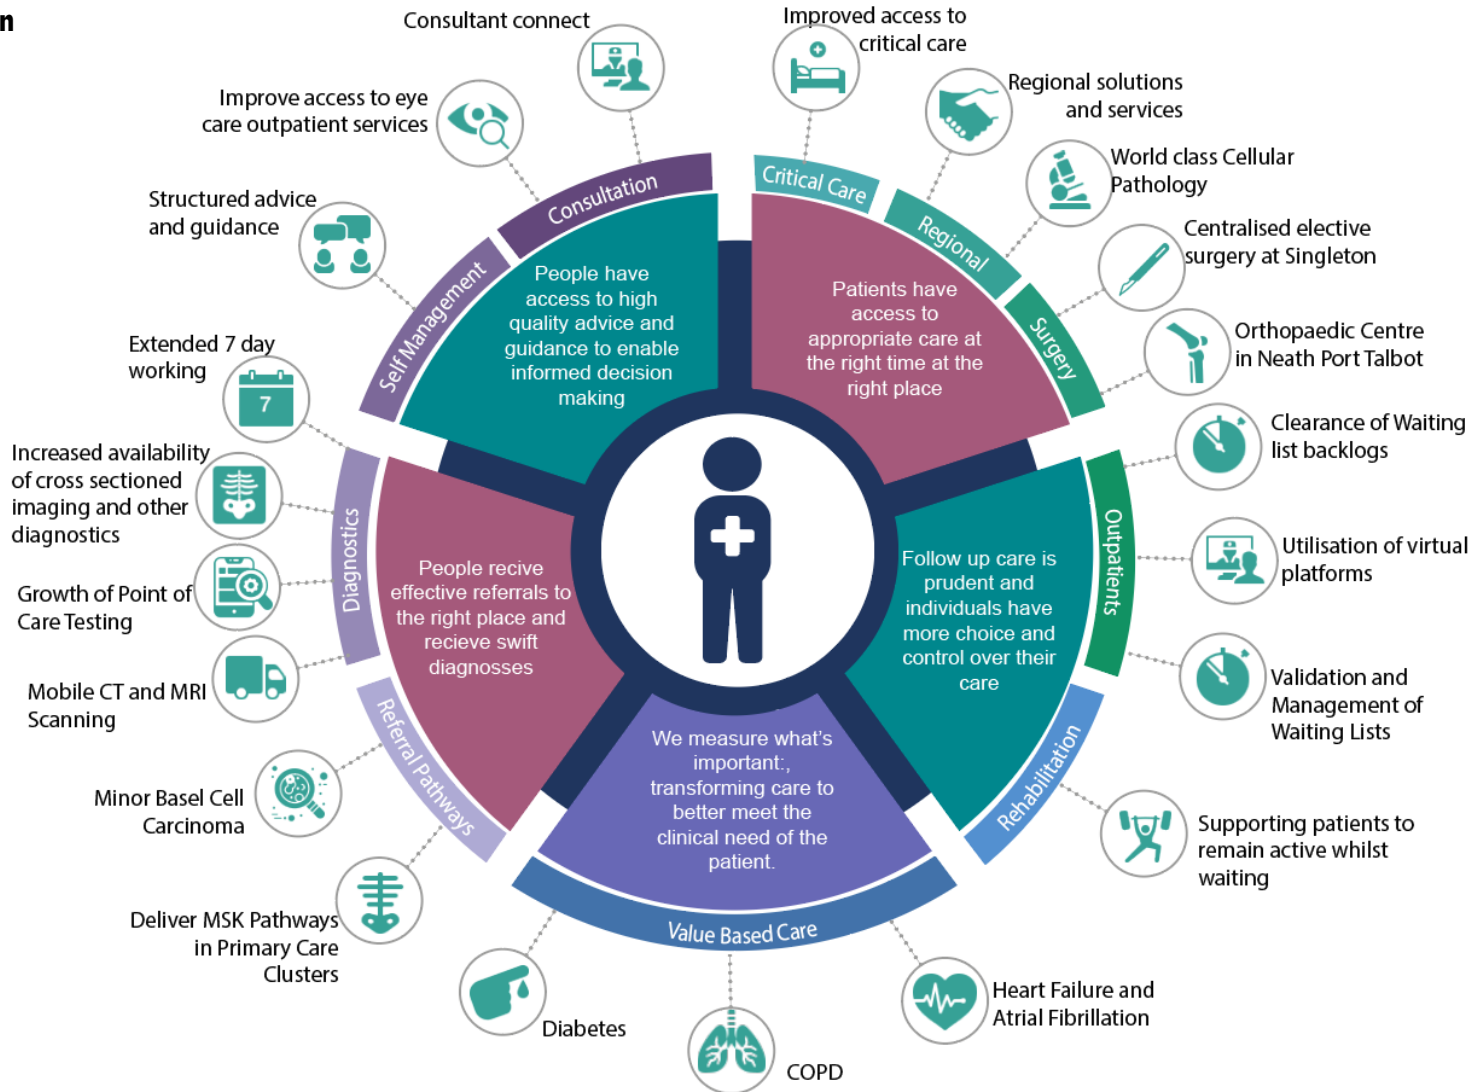 n
Consultant connect
Improve access to eye
care outpatient services
Structured advice
and guidance
Extended 7 day
working
7
Increased availability
of cross sectioned
imaging and other
diagnostics
Growth of Point of
Care Testing
Mobile CT and MRI
Scanning
Minor Basel Cell
Carcinoma
Deliver MSK Pathways
in Primary Care
Clusters
Diabetes
COPD
Heart Failure and
Atrial Fibrillation
Supporting patients to
remain active whilst
waiting
Validation and
Management of
Waiting Lists
Utilisation of virtual
platforms
Clearance of Waiting
list backlogs
Orthopaedic Centre
in Neath Port Talbot
Centralised elective
surgery at Singleton
World class Cellular
Pathology
Regional solutions
and services
Improved access to
critical care
Consultation
Self Management
Diagnostics
Referral Pathways
Value Based Care
Rehabilitation
Outpatients
Surgery
Regional
Critical Care
People have
access to high
quality advice and
guidance to enable
informed decision
making
Patients have
access to
appropriate care at
the right time at the
right place
People recive
effective referrals to
the right place and
recieve swift
diagnosses
Follow up care is
prudent and
individuals have
more choice and
control over their
care
We measure what's
important:,
transforming care to
better meet the
clinical need of the
patient.